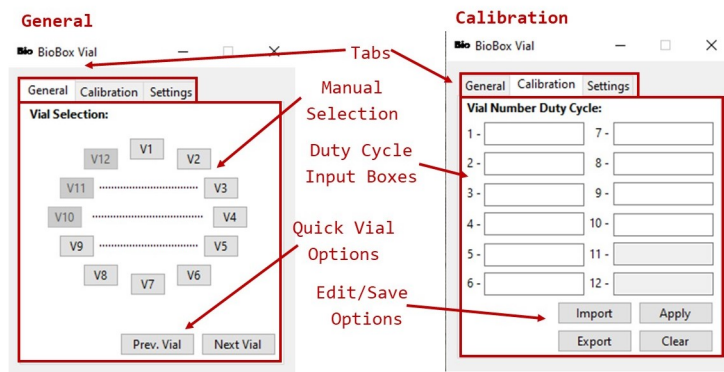 General
Calibration
Bio BioBox Vial
General Calibration Settings
Vial Selection:
V1
V12
V2
V11
V3
V10
V4
V9
V5
V8
V6
V7
Prev. Vial
Next Vial
Tabs
Manual
Selection
Duty Cycle
Input Boxes
Quick Vial
Options
Edit/Save
Options
Bio BioBox Vial
General Calibration Settings
Vial Number Duty Cycle:
1 - 7 -
2 - 8 -
3 - 9 -
4 - 10 -
5 - 11 -
6 - 12 -
Import Apply
Export Clear